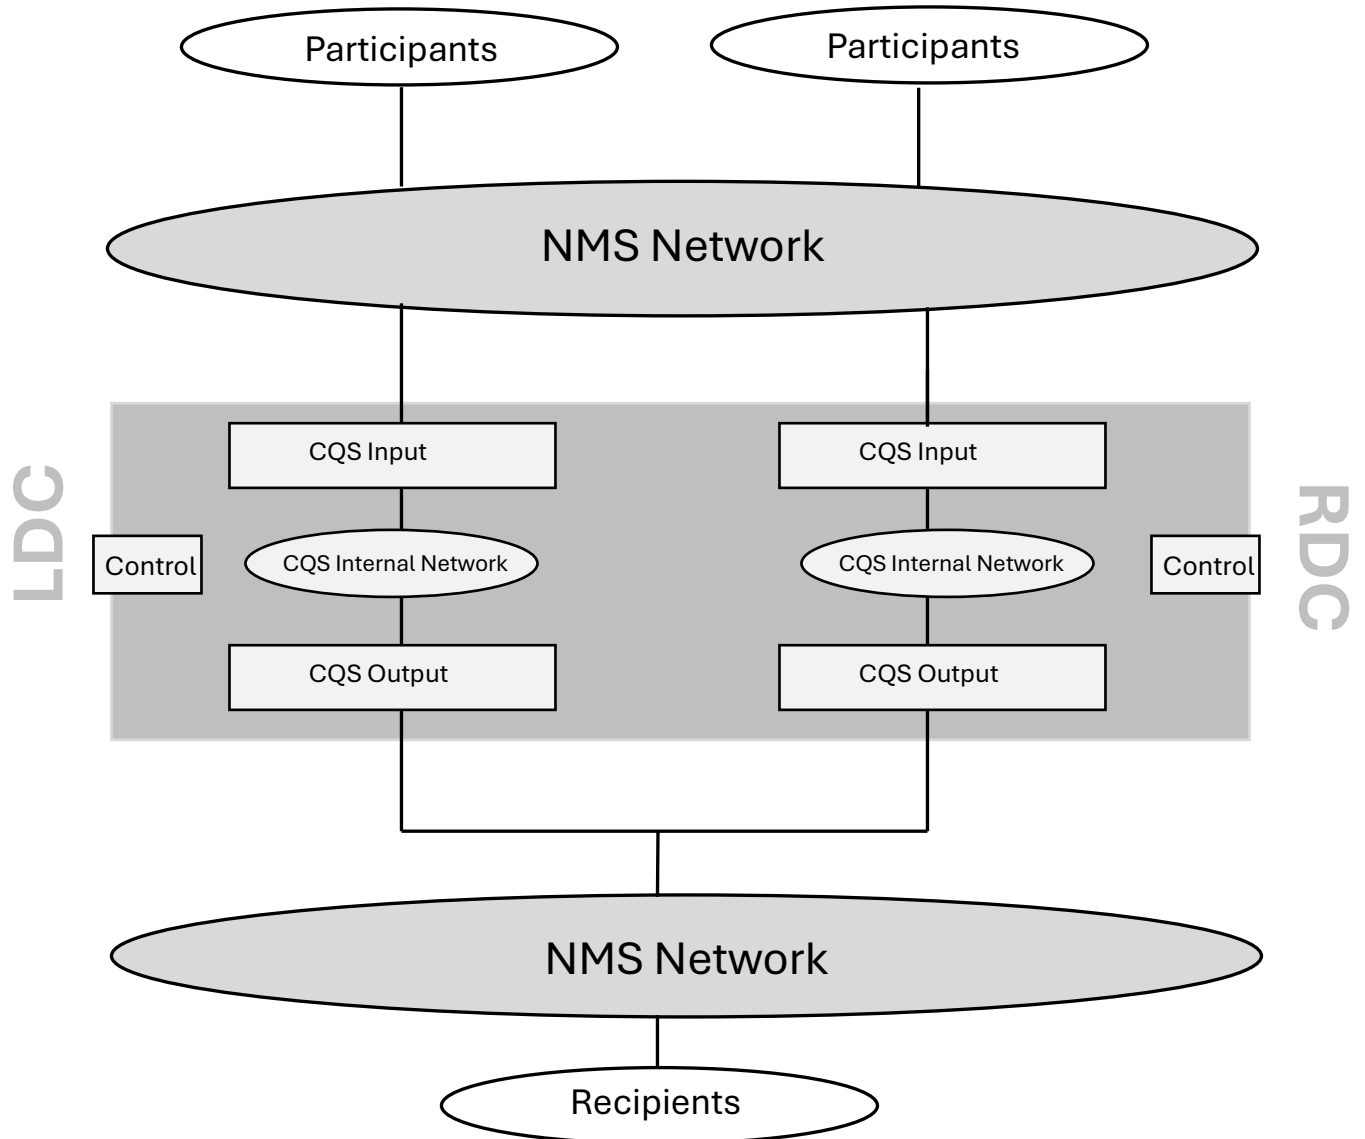 Participants
Participants
NMS Network
CQS Input
CQS Input
LDC
Control
CQS Internal Network
CQS Internal Network
Control
RDC
CQS Output
CQS Output
NMS Network
Recipients